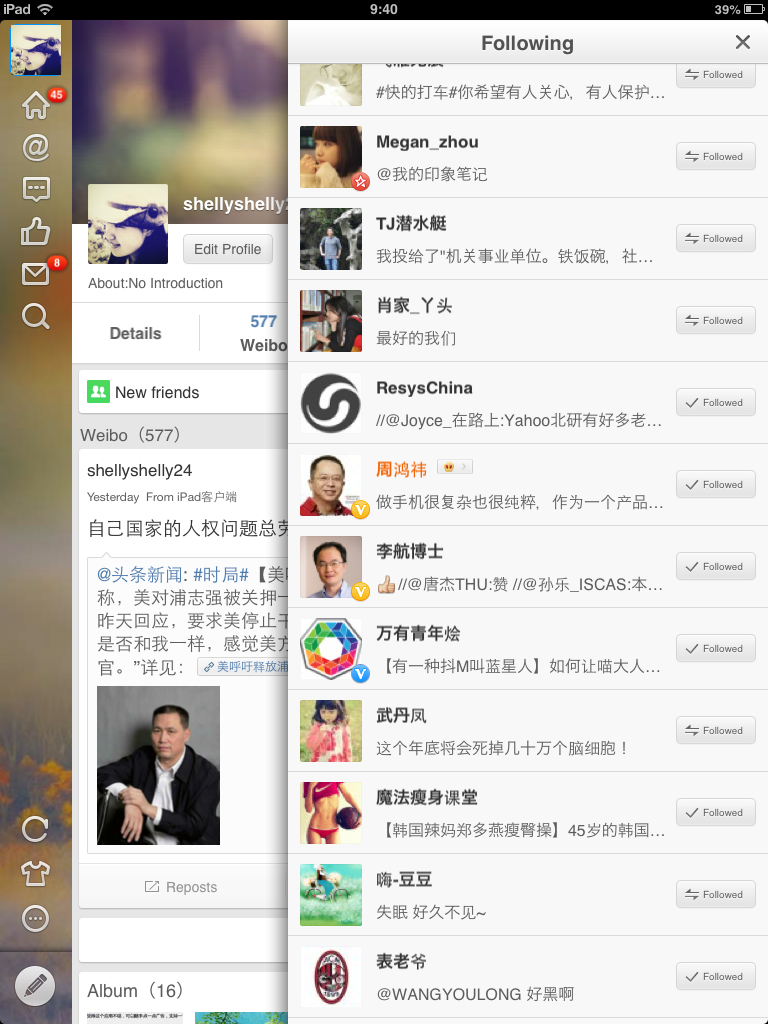 iPad
9:40
39%
45
8
shellyshelly2
Edit Profile
About:No Introduction
Details
577
Weibo
New friends
Weibo（577）
shellyshelly24
Yesterday From iPad客户端
自己国家的人权问题总劳
@头条新闻: #时局#【美呼
称，美对浦志强被关押一
昨天回应，要求美停止干
是否和我一样，感觉美方
官。”详见：
美呼吁释放浦
Reposts
Album（16）
Following
#快的打车#你希望有人关心，有人保护...
Followed
Megan_zhou
@我的印象笔记
Followed
TJ潜水艇
我投给了"机关事业单位。铁饭碗，社...
Followed
肖家_丫头
最好的我们
Followed
ResysChina
//@Joyce_在路上:Yahoo北研有好多老...
Followed
周鸿祎
做手机很复杂也很纯粹，作为一个产品...
Followed
李航博士
//@唐杰THU:赞 //@孙乐_ISCAS:本...
Followed
万有青年烩
【有一种抖M叫蓝星人】如何让喵大人...
Followed
武丹凤
这个年底将会死掉几十万个脑细胞！
Followed
魔法瘦身课堂
【韩国辣妈郑多燕瘦臀操】45岁的韩国...
Followed
嗨-豆豆
失眠 好久不见~
Followed
表老爷
@WANGYOULONG 好黑啊
Followed